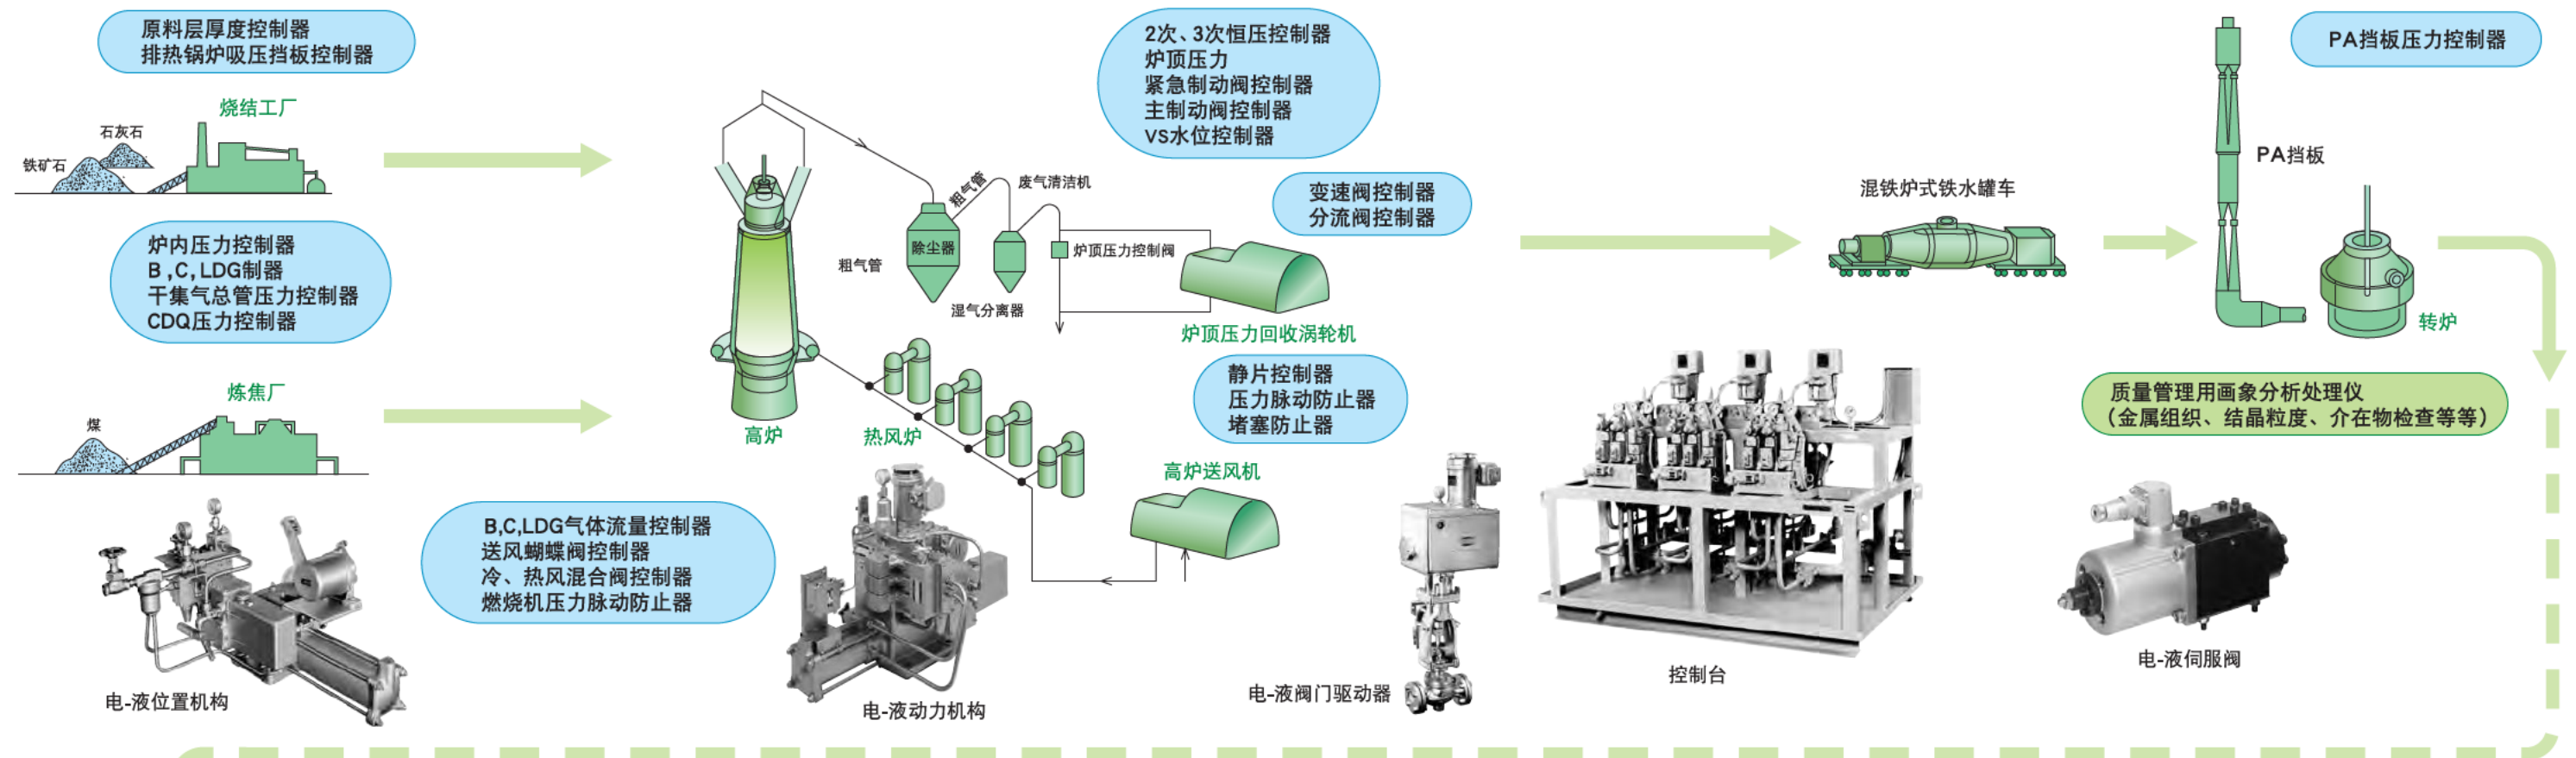 原料层厚度控制器
排热锅炉吸压挡板控制器
烧结工厂
石灰石
铁矿石
炉内压力控制器
B ,C, LDG制器
干集气总管压力控制器
CDQ压力控制器
炼焦厂
煤
电-液位置机构
B,C,LDG气体流量控制器
送风蝴蝶阀控制器
冷、热风混合阀控制器
燃烧机压力脉动防止器
高炉
热风炉
电-液动力机构
2次、3次恒压控制器
炉顶压力
紧急制动阀控制器
主制动阀控制器
VS水位控制器
粗气管
废气清洁机
除尘器
粗气管
湿气分离器
炉顶压力控制阀
变速阀控制器
分流阀控制器
炉顶压力回收涡轮机
静片控制器
压力脉动防止器
堵塞防止器
高炉送风机
电-液阀门驱动器
混铁炉式铁水罐车
控制台
PA挡板压力控制器
PA挡板
转炉
质量管理用画象分析处理仪
（金属组织、结晶粒度、介在物检查等等）
电-液伺服阀